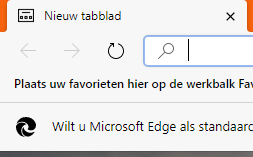 Nieuw tabblad
Plaats uw favorieten hier op de werkbalk Fav
Wilt u Microsoft Edge als standaard